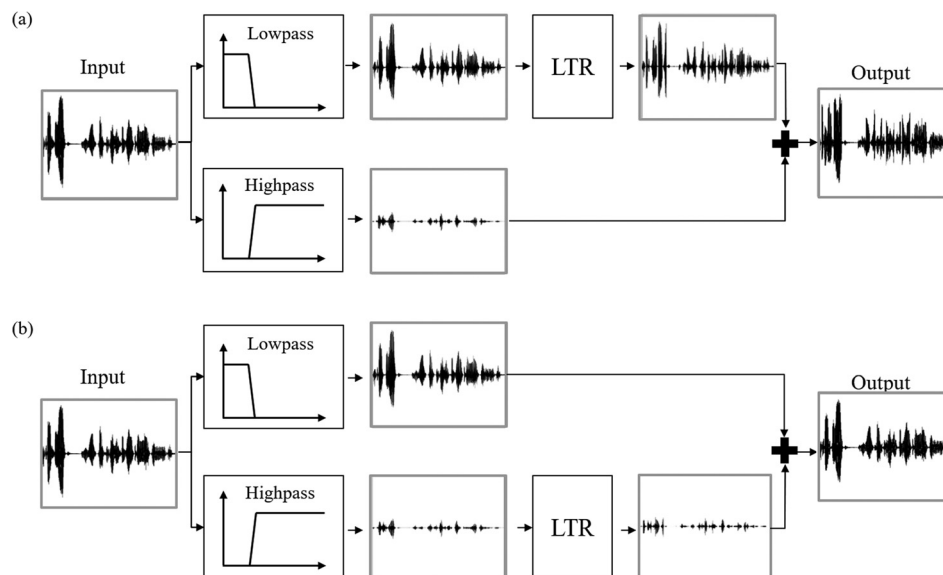 (a)
Input
Lowpass
LTR
Output
Highpass
(b)
Input
Lowpass
Output
Highpass
LTR